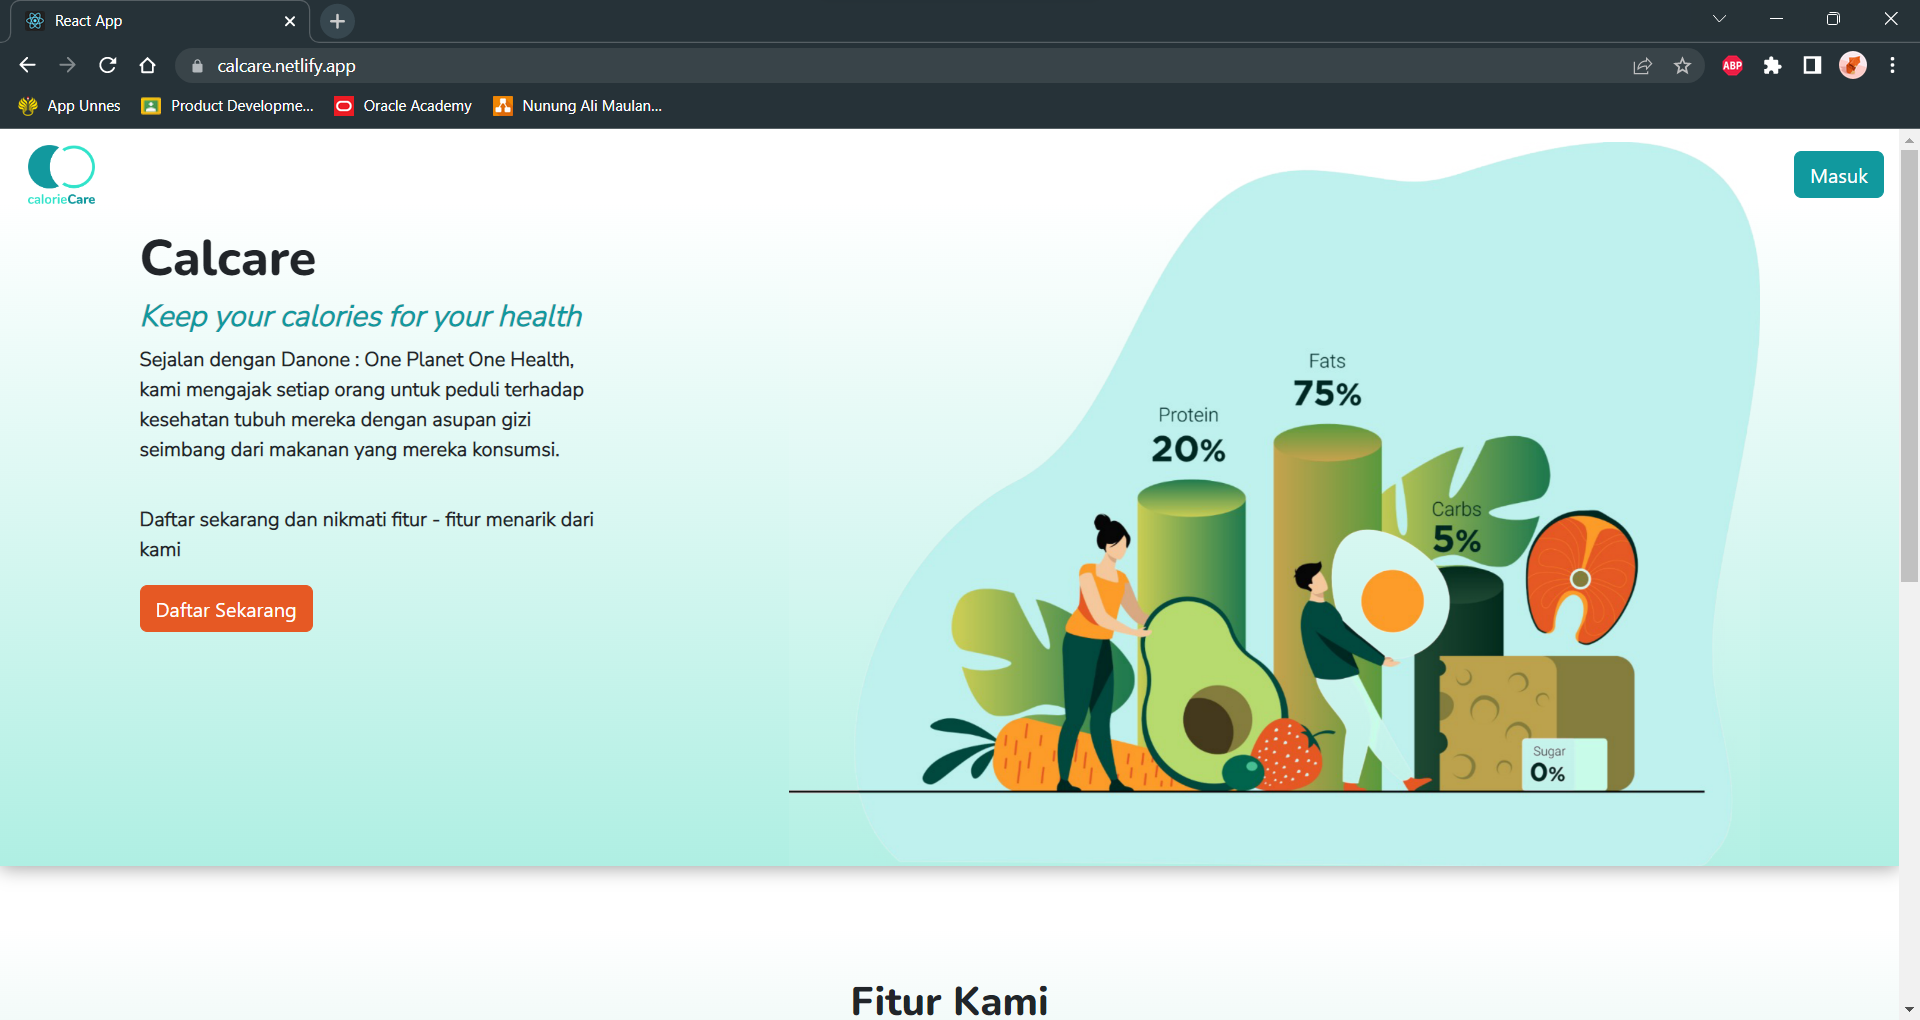 React App
calcare.netlify.app
ABP
App Unnes
Product Developme...
Oracle Academy
Nunung Ali Maulan...
calorieCare
Masuk
Calcare
Keep your calories for your health
Sejalan dengan Danone : One Planet One Health,
kami mengajak setiap orang untuk peduli terhadap
kesehatan tubuh mereka dengan asupan gizi
seimbang dari makanan yang mereka konsumsi.
Daftar sekarang dan nikmati fitur - fitur menarik dari
kami
Daftar Sekarang
Fats
75%
Protein
20%
Carbs
5%
Sugar
0%
Fitur Kami